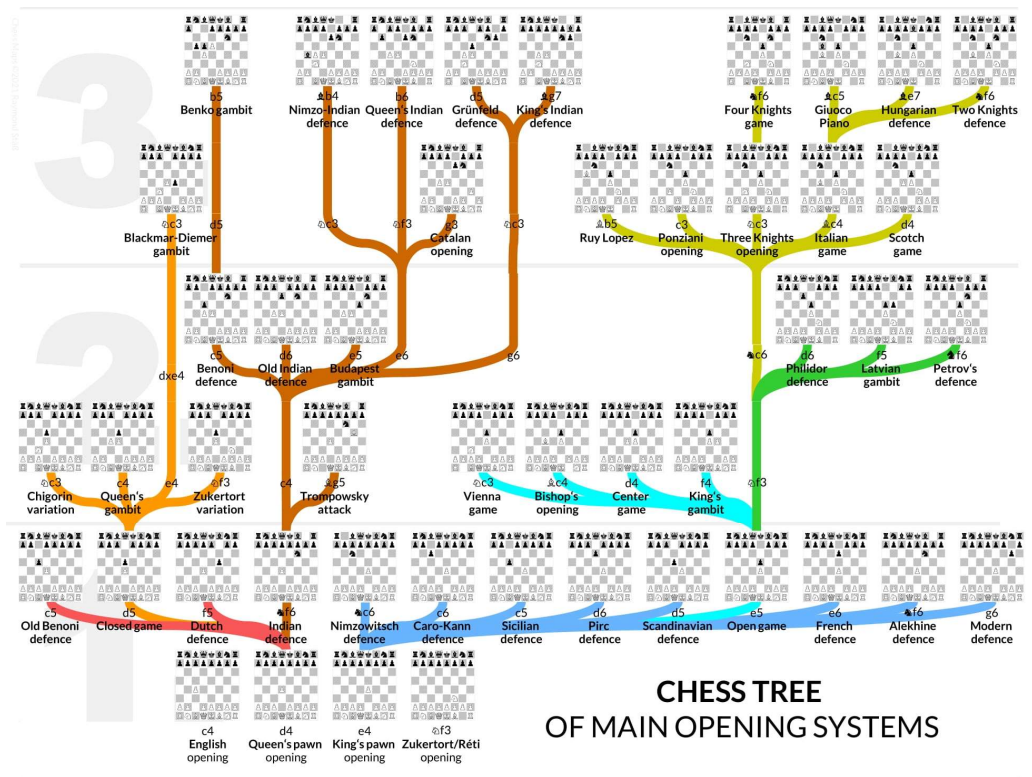 3
b5
Benko gambit
♝b4
Nimzo-Indian
defence
b6
Queen's Indian
defence
d5
Grünfeld
defence
♝g7
King's Indian
defence
♞f6
Four Knights
game
♝c5
Giuoco
Piano
♝e7
Hungarian
defence
♞f6
Two Knights
defence
♘c3
Blackmar-Diemer
gambit
d5
♘c3
♘f3
g3
Catalan
opening
♘c3
♗b5
Ruy Lopez
c3
Ponziani
opening
♘c3
Three Knights
opening
♗c4
Italian
game
d4
Scotch
game
2
dxe4
c5
Benoni
defence
d6
Old Indian
defence
e5
Budapest
gambit
e6
g6
♞c6
d6
Philidor
defence
f5
Latvian
gambit
♞f6
Petrov's
defence
♘c3
Chigorin
variation
c4
Queen's
gambit
e4
♘f3
Zukertort
variation
c4
♗g5
Trompowsky
attack
♘c3
Vienna
game
♗c4
Bishop's
opening
d4
Center
game
f4
King's
gambit
♘f3
1
c5
Old Benoni
defence
d5
Closed game
f5
Dutch
defence
♞f6
Indian
defence
♞c6
Nimzowitsch
defence
c6
Caro-Kann
defence
c5
Sicilian
defence
d6
Pirc
defence
d5
Scandinavian
defence
e5
Open game
e6
French
defence
♞f6
Alekhine
defence
g6
Modern
defence
c4
English
opening
d4
Queen's pawn
opening
e4
King's pawn
opening
♘f3
Zukertort/Réti
opening
CHESS TREE
OF MAIN OPENING SYSTEMS